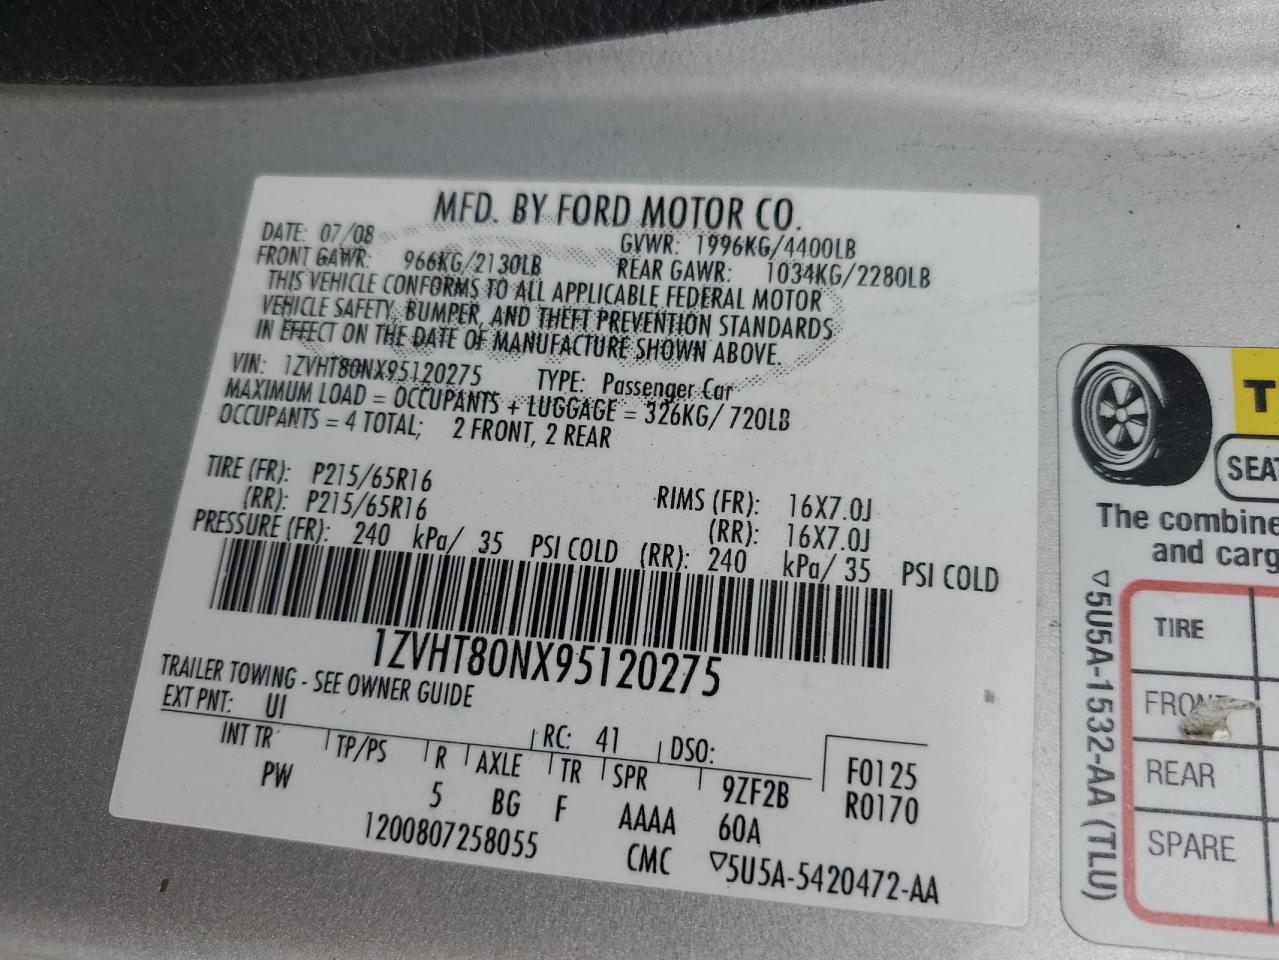 MFD. BY FORD MOTOR CO.
DATE: 07/08 GVWR: 1996KG/4400LB
FRONT GAWR: 966KG/2130LB REAR GAWR: 1034KG/2280LB
THIS VEHICLE CONFORMS TO ALL APPLICABLE FEDERAL MOTOR
VEHICLE SAFETY, BUMPER, AND THEFT PREVENTION STANDARDS
IN EFFECT ON THE DATE OF MANUFACTURE SHOWN ABOVE.
VIN: 1ZVHT80NX95120275 TYPE: Passenger Car
MAXIMUM LOAD = OCCUPANTS + LUGGAGE = 326KG/ 720LB
OCCUPANTS = 4 TOTAL; 2 FRONT, 2 REAR
TIRE (FR): P215/65R16 RIMS (FR): 16X7.0J
(RR): P215/65R16 (RR): 16X7.0J
PRESSURE (FR): 240 kPa/ 35 PSI COLD (RR): 240 kPa/ 35 PSI COLD
1ZVHT80NX95120275
TRAILER TOWING - SEE OWNER GUIDE
EXT PNT: UI RC: 41 DSO: F0125
INT TR TP/PS R AXLE TR SPR 9ZF2B R0170
PW 5 BG F AAAA 60A
1200807258055 CMC ▽5U5A-5420472-AA
T
SEAT
The combine
and carg
TIRE
FRONT
REAR
SPARE
▽5U5A-1532-AA (TLU)